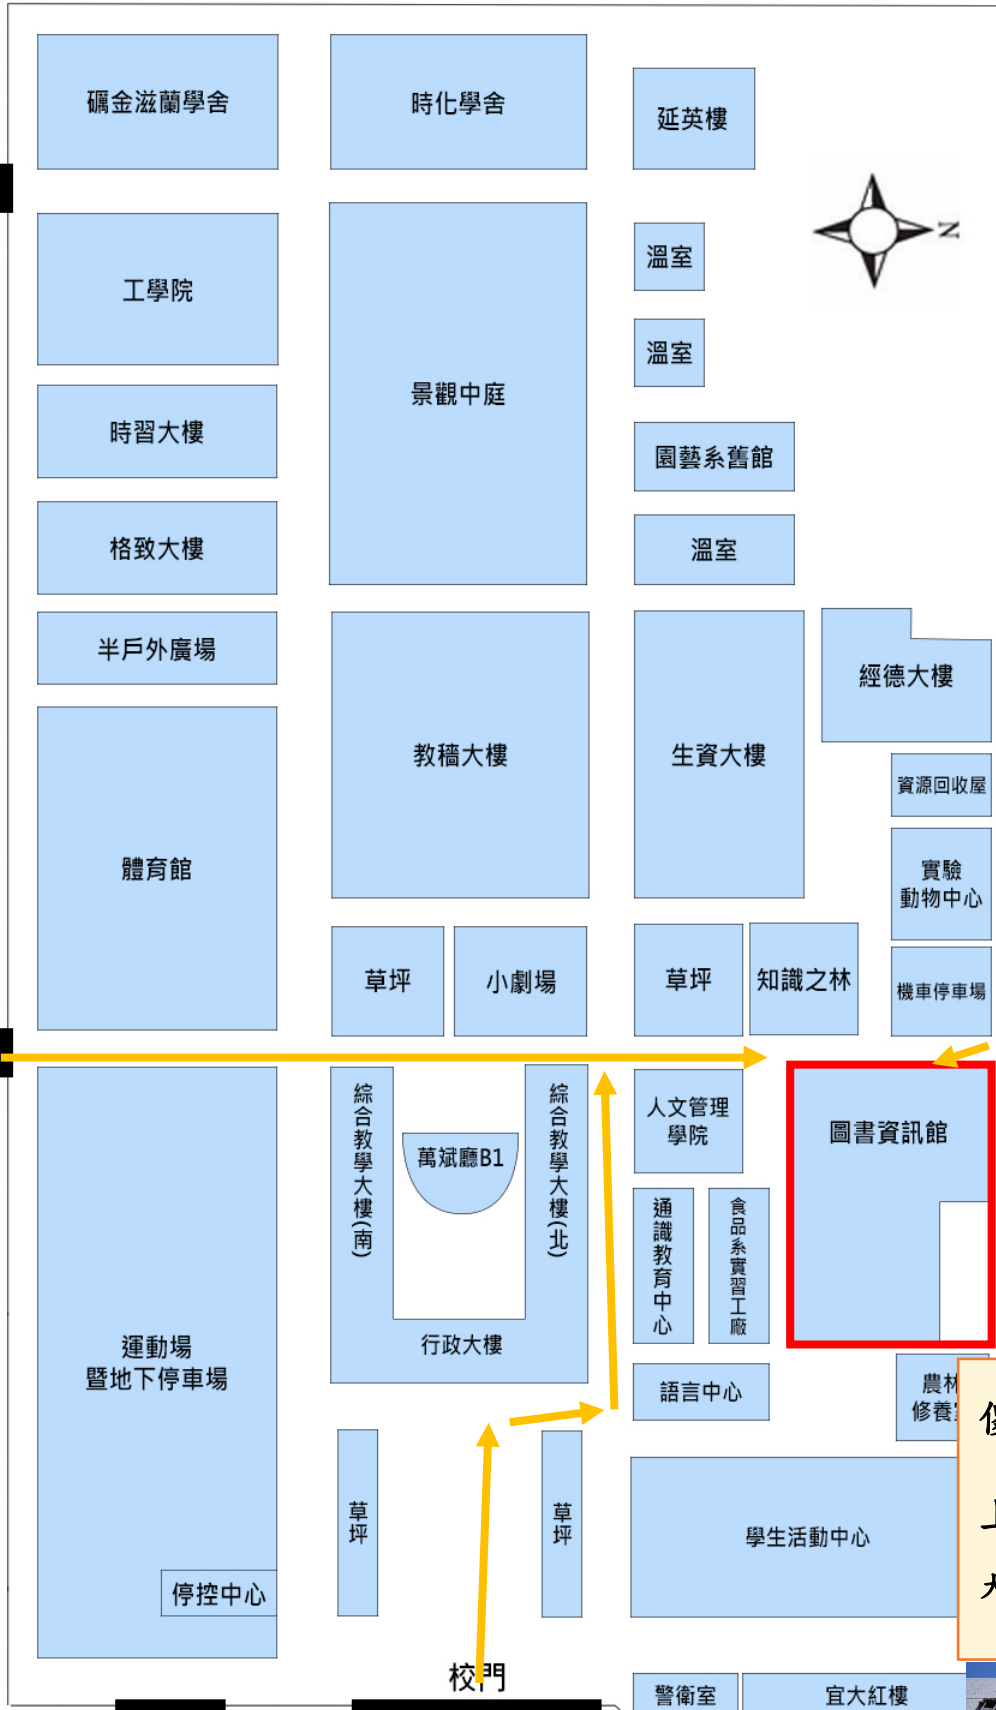 礪金滋蘭學舍
時化學舍
延英樓
N
工學院
溫室
溫室
景觀中庭
時習大樓
園藝系舊館
格致大樓
溫室
半戶外廣場
經德大樓
教穡大樓
生資大樓
資源回收屋
體育館
實驗
動物中心
草坪
小劇場
草坪
知識之林
機車停車場
綜合教學大樓(南)
萬斌廳B1
綜合教學大樓(北)
人文管理
學院
圖書資訊館
通識教育中心
食品系實習工廠
行政大樓
運動場
暨地下停車場
語言中心
農林
修養
草坪
草坪
學生活動中心
上
停控中心
校門
警衛室
宜大紅樓